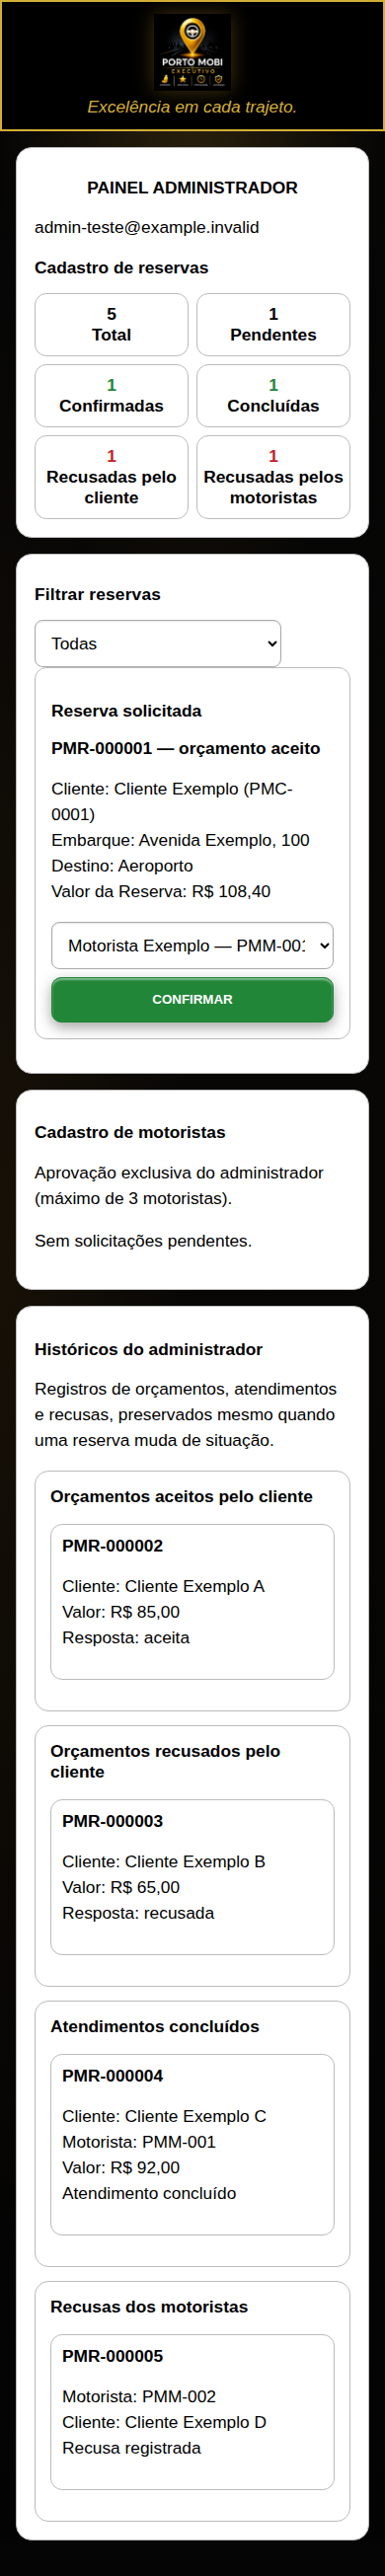 PORTO MOBI
EXECUTIVO
Excelência em cada trajeto.
PAINEL ADMINISTRADOR
admin-teste@example.invalid
Cadastro de reservas
5
Total
1
Pendentes
1
Confirmadas
1
Concluídas
1
Recusadas pelo
cliente
1
Recusadas pelos
motoristas
Filtrar reservas
Todas
Reserva solicitada
PMR-000001 — orçamento aceito
Cliente: Cliente Exemplo (PMC-
0001)
Embarque: Avenida Exemplo, 100
Destino: Aeroporto
Valor da Reserva: R$ 108,40
Motorista Exemplo — PMM-001
CONFIRMAR
Cadastro de motoristas
Aprovação exclusiva do administrador
(máximo de 3 motoristas).
Sem solicitações pendentes.
Históricos do administrador
Registros de orçamentos, atendimentos
e recusas, preservados mesmo quando
uma reserva muda de situação.
Orçamentos aceitos pelo cliente
PMR-000002
Cliente: Cliente Exemplo A
Valor: R$ 85,00
Resposta: aceita
Orçamentos recusados pelo
cliente
PMR-000003
Cliente: Cliente Exemplo B
Valor: R$ 65,00
Resposta: recusada
Atendimentos concluídos
PMR-000004
Cliente: Cliente Exemplo C
Motorista: PMM-001
Valor: R$ 92,00
Atendimento concluído
Recusas dos motoristas
PMR-000005
Motorista: PMM-002
Cliente: Cliente Exemplo D
Recusa registrada